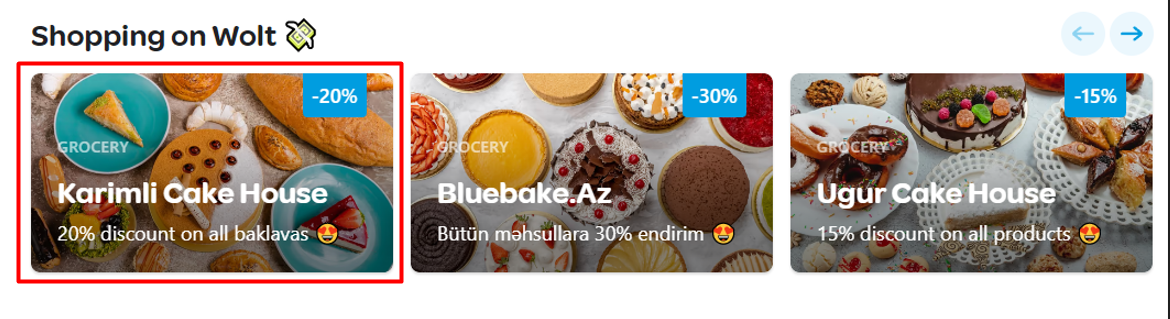 Shopping on Wolt
-20%
GROCERY
Karimli Cake House
20% discount on all baklavas
-30%
GROCERY
Bluebake.Az
Bütün məhsullara 30% endirim
-15%
GROCERY
Ugur Cake House
15% discount on all products